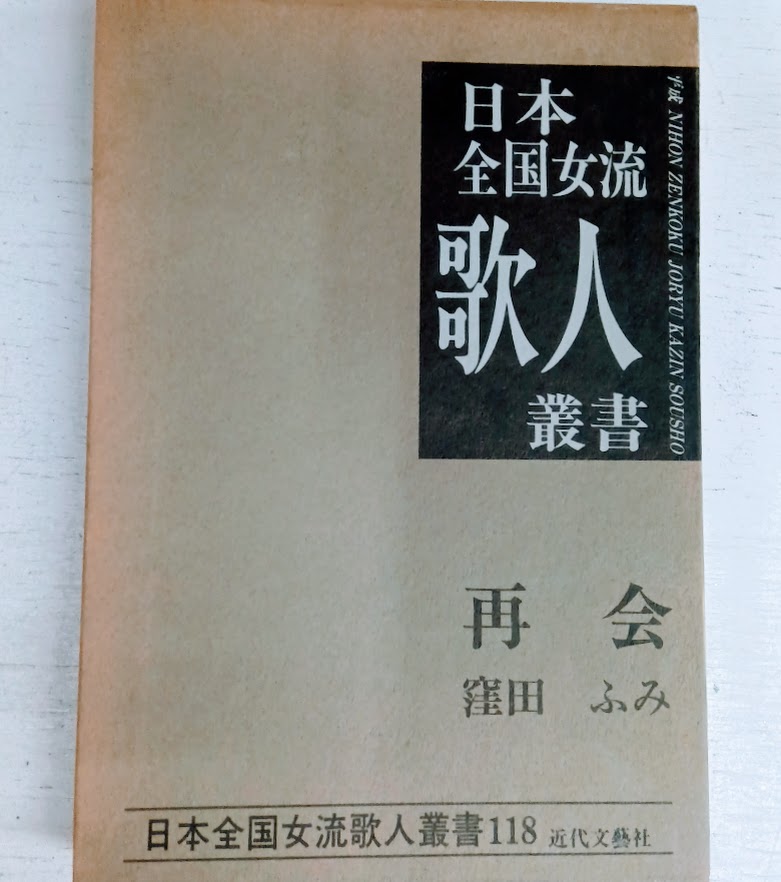 日本
全国女流
歌人
叢書
平成 NIHON ZENKOKU JORYU KAZIN SOUSHO
再会
窪田 ふみ
日本全国女流歌人叢書118 近代文藝社